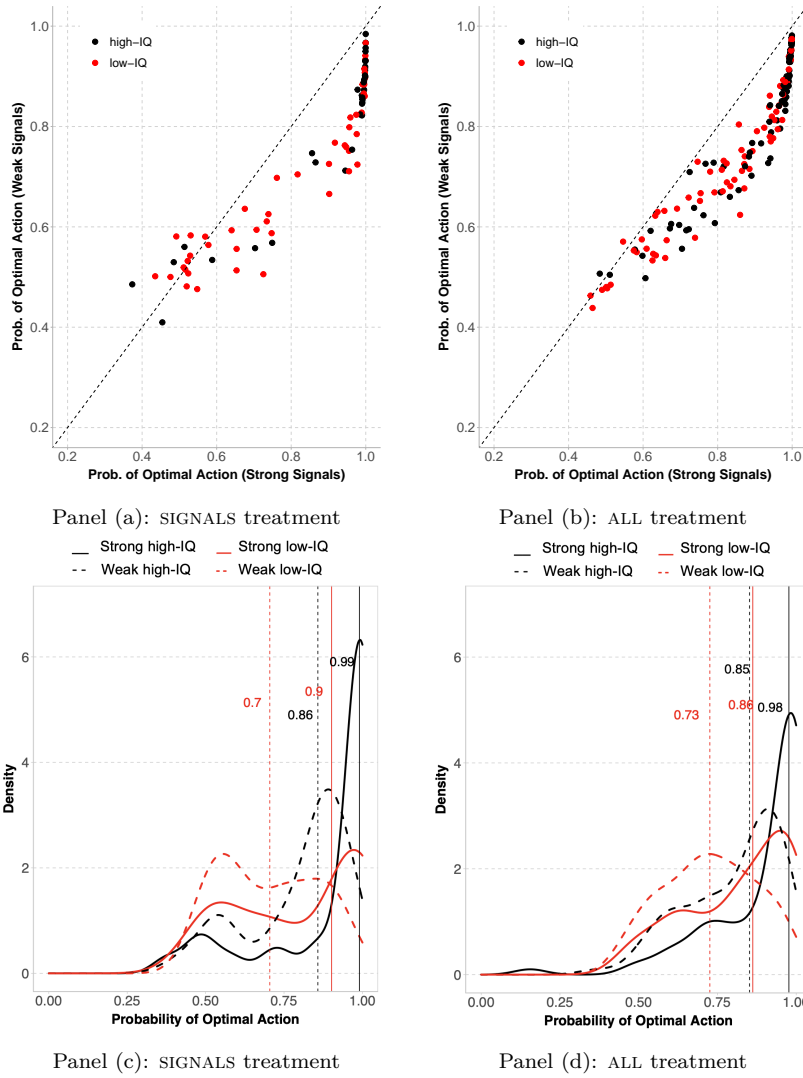 1.0
0.8
0.6
0.4
0.2
Prob. of Optimal Action (Weak Signals)
high−IQ
low−IQ
0.2 0.4 0.6 0.8 1.0
Prob. of Optimal Action (Strong Signals)
Panel (a): SIGNALS treatment
1.0
0.8
0.6
0.4
0.2
Prob. of Optimal Action (Weak Signals)
high−IQ
low−IQ
0.2 0.4 0.6 0.8 1.0
Prob. of Optimal Action (Strong Signals)
Panel (b): ALL treatment
Strong high-IQ Strong low-IQ
Weak high-IQ Weak low-IQ
6
4
2
0
Density
0.99
0.9
0.7
0.86
0.00 0.25 0.50 0.75 1.00
Probability of Optimal Action
Panel (c): SIGNALS treatment
Strong high-IQ Strong low-IQ
Weak high-IQ Weak low-IQ
6
4
2
0
Density
0.85
0.86
0.98
0.73
0.00 0.25 0.50 0.75 1.00
Probability of Optimal Action
Panel (d): ALL treatment